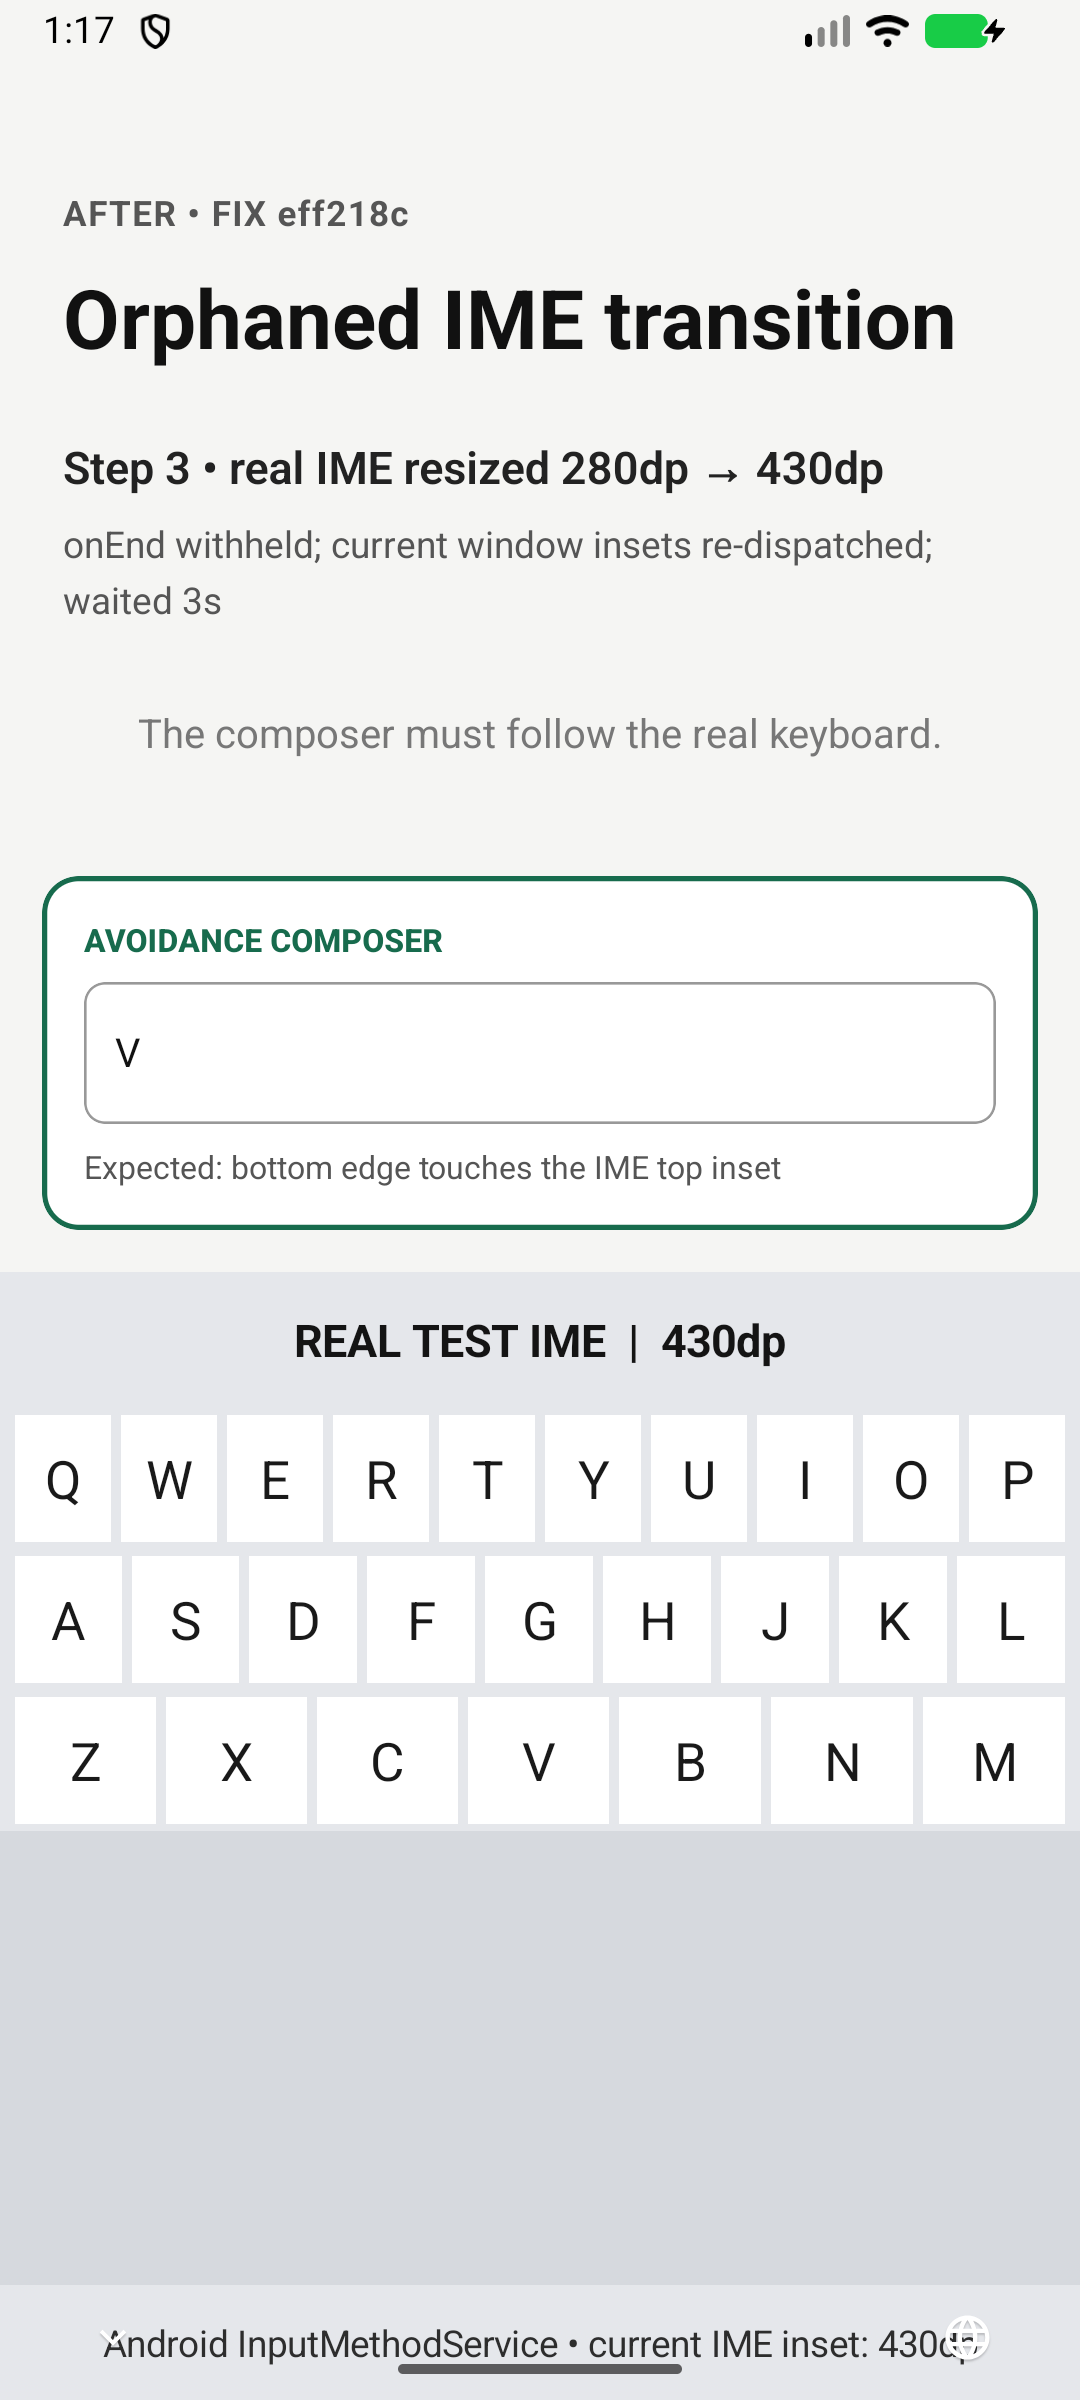 1:17
AFTER • FIX eff218c
Orphaned IME transition
Step 3 • real IME resized 280dp → 430dp
onEnd withheld; current window insets re-dispatched;
waited 3s
The composer must follow the real keyboard.
AVOIDANCE COMPOSER
V
Expected: bottom edge touches the IME top inset
REAL TEST IME | 430dp
Q W E R T Y U I O P
A S D F G H J K L
Z X C V B N M
Android InputMethodService • current IME inset: 430dp